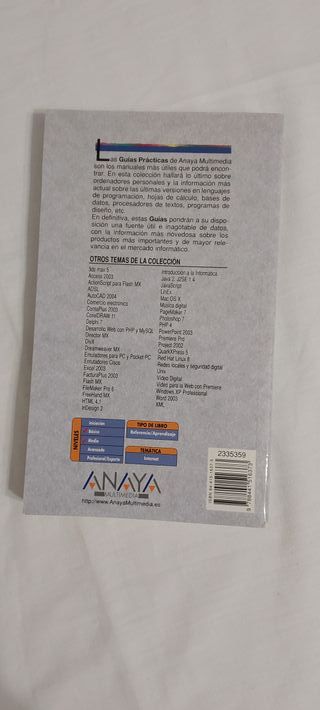 Las Guías Prácticas de Anaya Multimedia
son los manuales más útiles que podrá encon-
trar. En esta colección hallará lo último sobre
ordenadores personales y la información más
actual sobre las últimas versiones en lenguajes
de programación, hojas de cálculo, bases de
datos, procesadores de textos, programas de
diseño, etc.
En definitiva, estas Guías pondrán a su dispo-
sición una fuente útil e inagotable de datos,
con la información más novedosa sobre los
productos más importantes y de mayor rele-
vancia en el mercado informático.
OTROS TEMAS DE LA COLECCIÓN
3ds max 5
Access 2003
ActionScript para Flash MX
ADSL
AutoCAD 2004
Comercio electrónico
ContaPlus 2003
CorelDRAW 11
Delphi 7
Desarrollo Web con PHP y MySQL
Director MX
DivX
Dreamweaver MX
Emuladores para PC y Pocket PC
Enrutadores Cisco
Excel 2003
FacturaPlus 2003
Flash MX
FileMaker Pro 6
FreeHand MX
HTML 4.1
InDesign 2
Introducción a la Informática
Java 2, J2SE 1.4
JavaScript
LinEx
Mac OS X
Música digital
PageMaker 7
Photoshop 7
PHP 4
PowerPoint 2003
Premiere Pro
Project 2003
QuarkXPress 5
Red Hat Linux 8
Redes locales y seguridad digital
Unix
Vídeo Digital
Vídeo para la Web con Premiere
Windows XP Professional
Word 2003
XML
NIVELES
Iniciación
Básico
Medio
Avanzado
Profesional/Experto
TIPO DE LIBRO
Referencia/Aprendizaje
TEMÁTICA
Internet
ANAYA
MULTIMEDIA
http://www.AnayaMultimedia.es
2335359